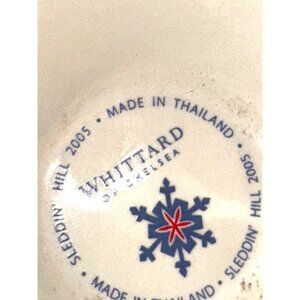 MADE IN THAILAND • SLEDDIN' HILL 2005 • MADE IN THAILAND • SLEDDIN' HILL 2005 •
WHITTARD
OF CHELSEA